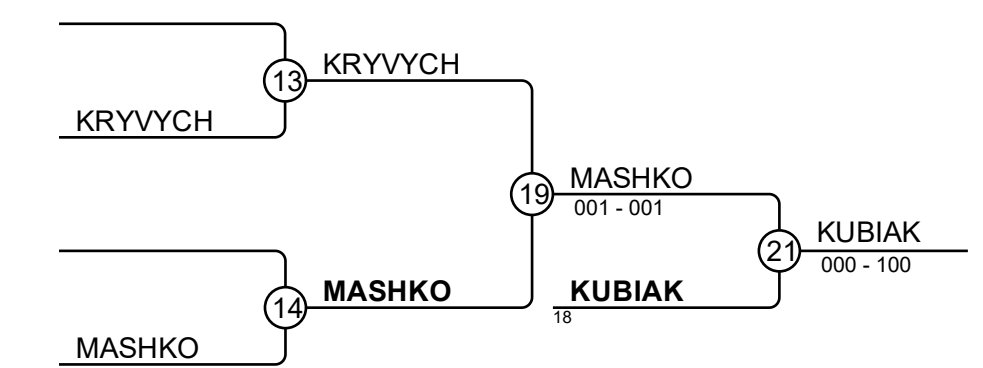 KRYVYCH
13
KRYVYCH
MASHKO
19
001 - 001
KUBIAK
21
000 - 100
MASHKO
KUBIAK
14
18
MASHKO